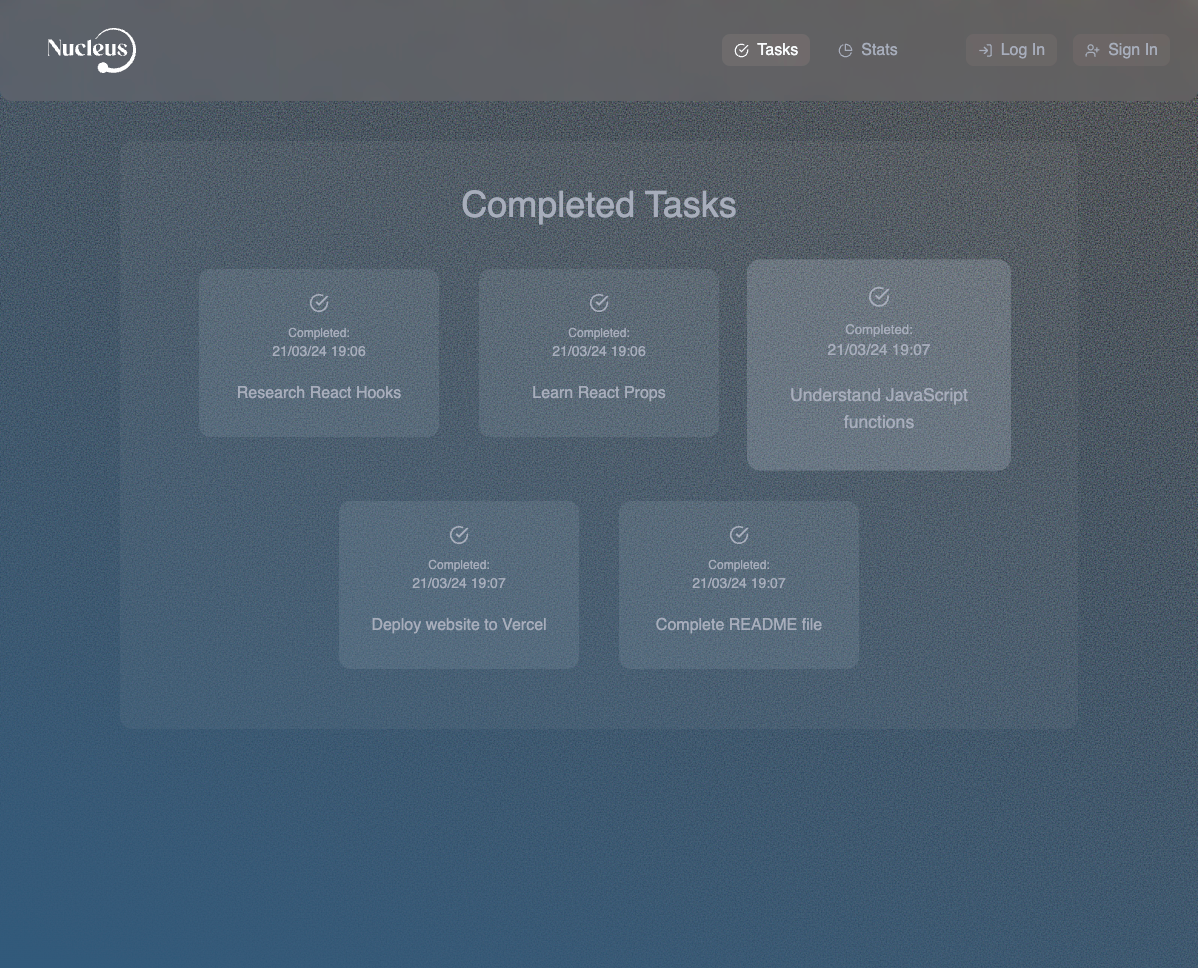 Nucleus
Tasks
Stats
Log In
Sign In
Completed Tasks
Completed:
21/03/24 19:06
Research React Hooks
Completed:
21/03/24 19:06
Learn React Props
Completed:
21/03/24 19:07
Understand JavaScript
functions
Completed:
21/03/24 19:07
Deploy website to Vercel
Completed:
21/03/24 19:07
Complete README file